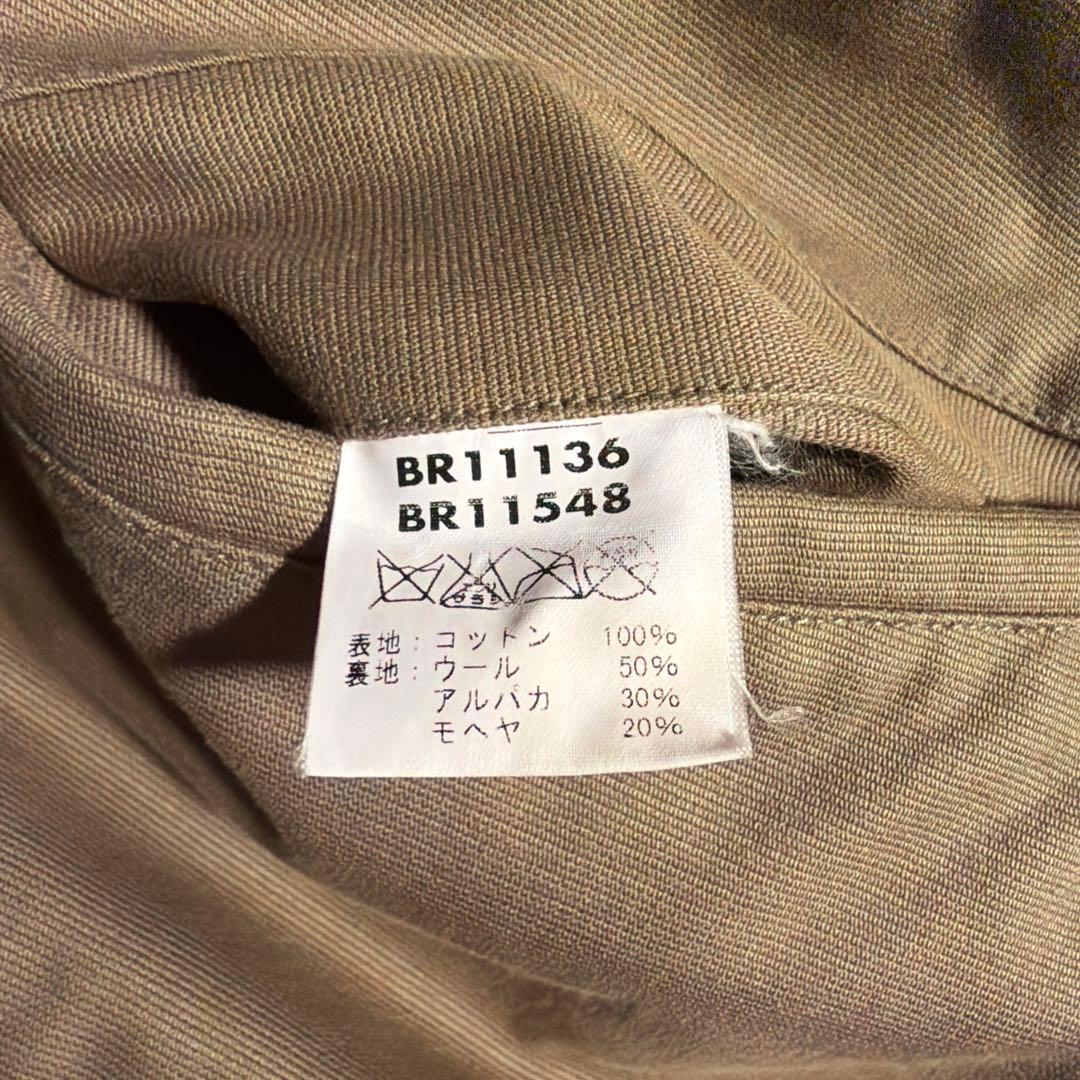 BR11136
BR11548
表地：コットン 100%
裏地：ウール 50%
アルパカ 30%
モヘヤ 20%